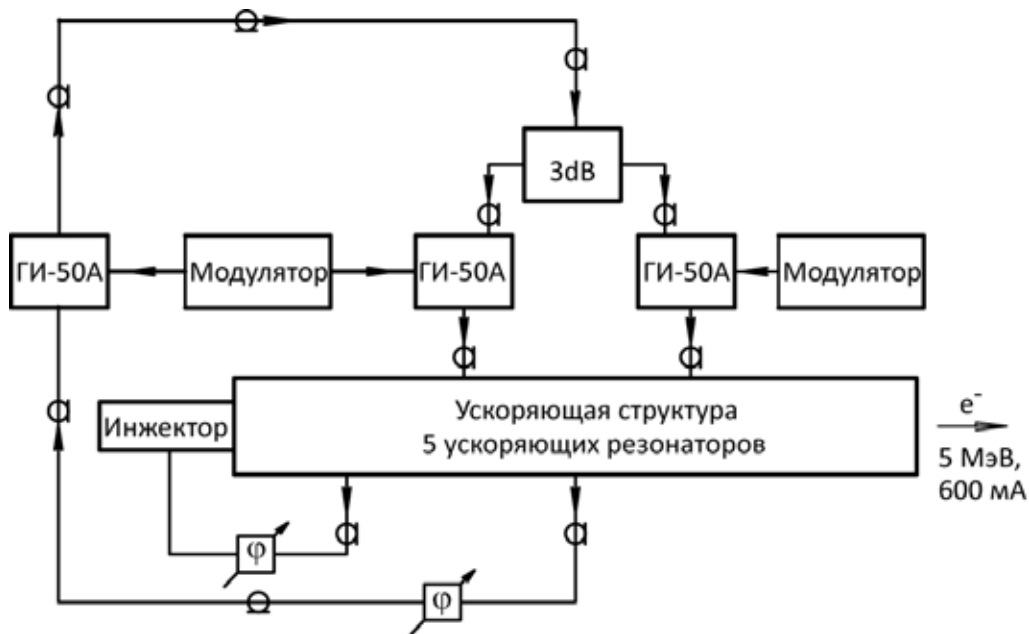 3dB
ГИ-50А
Модулятор
ГИ-50А
ГИ-50А
Модулятор
Инжектор
Ускоряющая структура
5 ускоряющих резонаторов
e-
5 МэВ,
600 мА
φ
φ